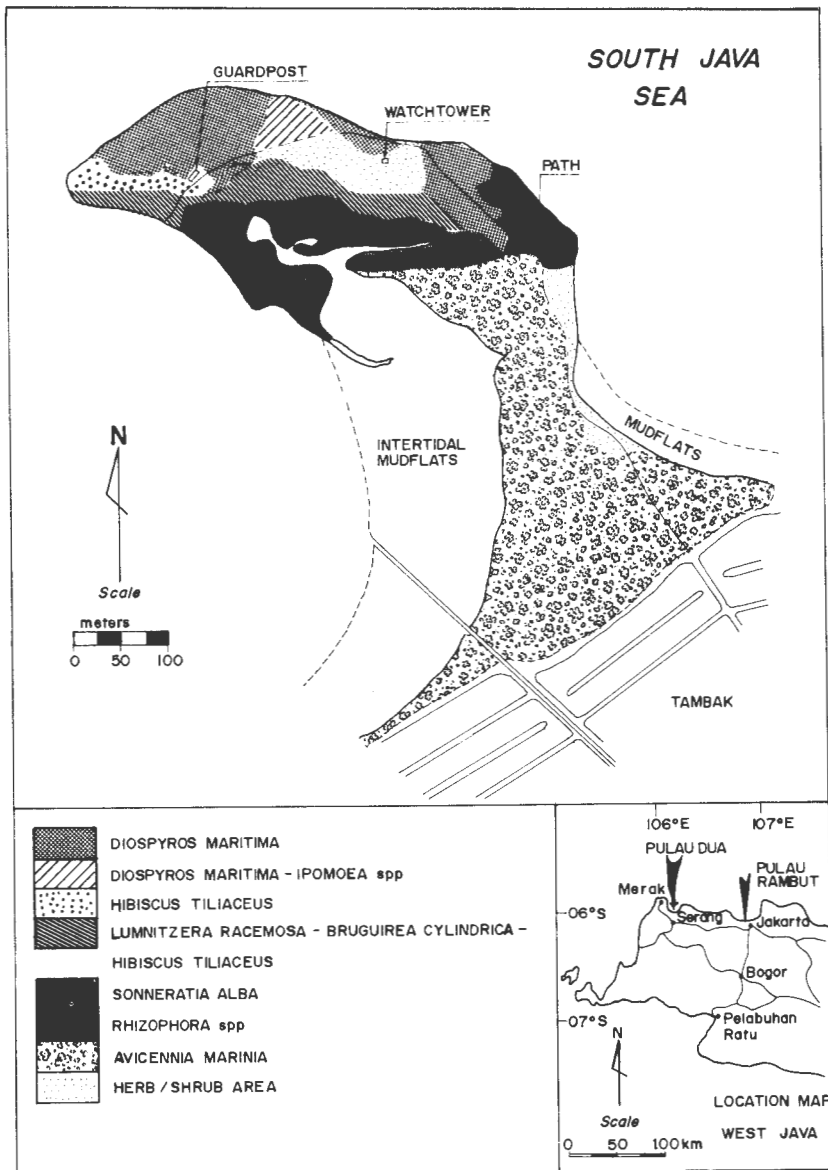 SOUTH JAVA
SEA
GUARDPOST
WATCHTOWER
PATH
N
Scale
meters
0 50 100
INTERTIDAL
MUDFLATS
MUDFLATS
TAMBAK
DIOSPYROS MARITIMA
DIOSPYROS MARITIMA - IPOMOEA spp
HIBISCUS TILIACEUS
LUMNITZERA RACEMOSA - BRUGUIREA CYLINDRICA -
HIBISCUS TILIACEUS
SONNERATIA ALBA
RHIZOPHORA spp
AVICENNIA MARINIA
HERB / SHRUB AREA
106°E 107°E
PULAU DUA
PULAU
RAMBUT
Merak
06°S
Serang
Jakarta
Bogor
07°S
Pelabuhan
Ratu
N
Scale
0 50 100 km
LOCATION MAP
WEST JAVA